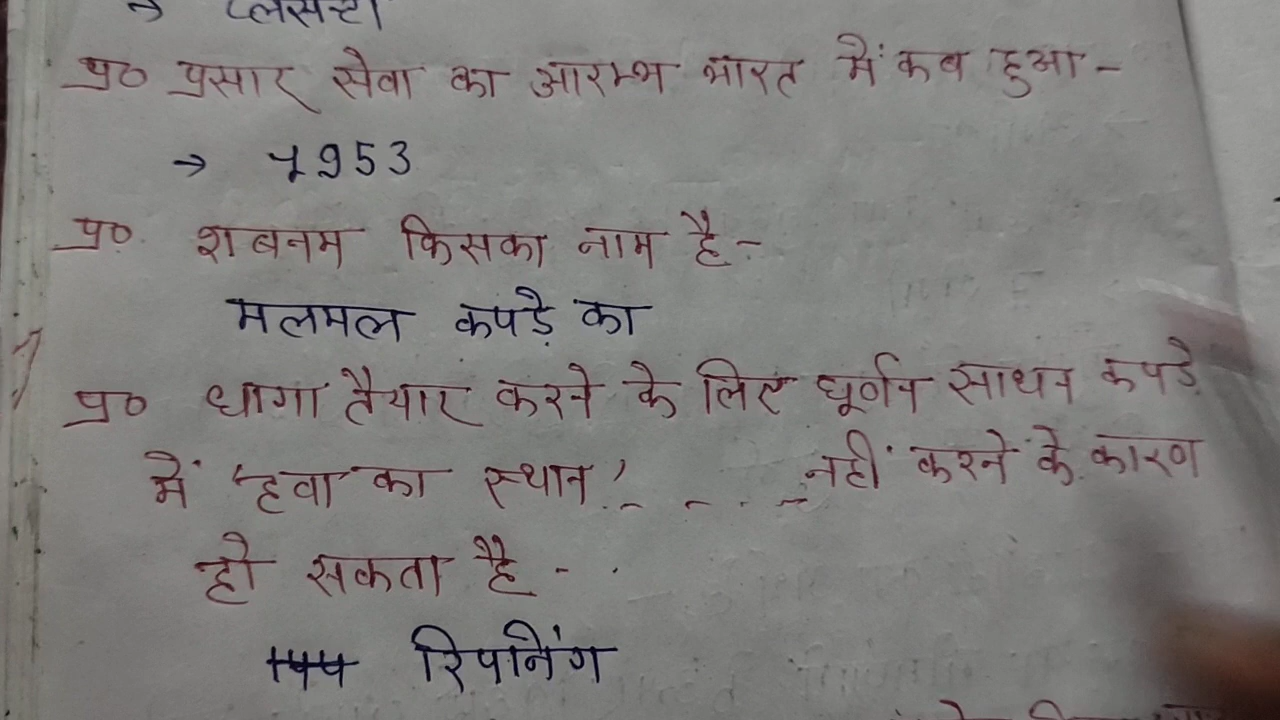 → प्लेसेन्टा
प्र० प्रसार सेवा का आरम्भ भारत में कब हुआ -
→ 1953
प्र० शबनम किसका नाम है -
मलमल कपड़े का
प्र० धागा तैयार करने के लिए घूर्णन साधन कपडे
में 'हवा का स्थान' - - . - नहीं करने के कारण
हो सकता है - .
रिपनिंग